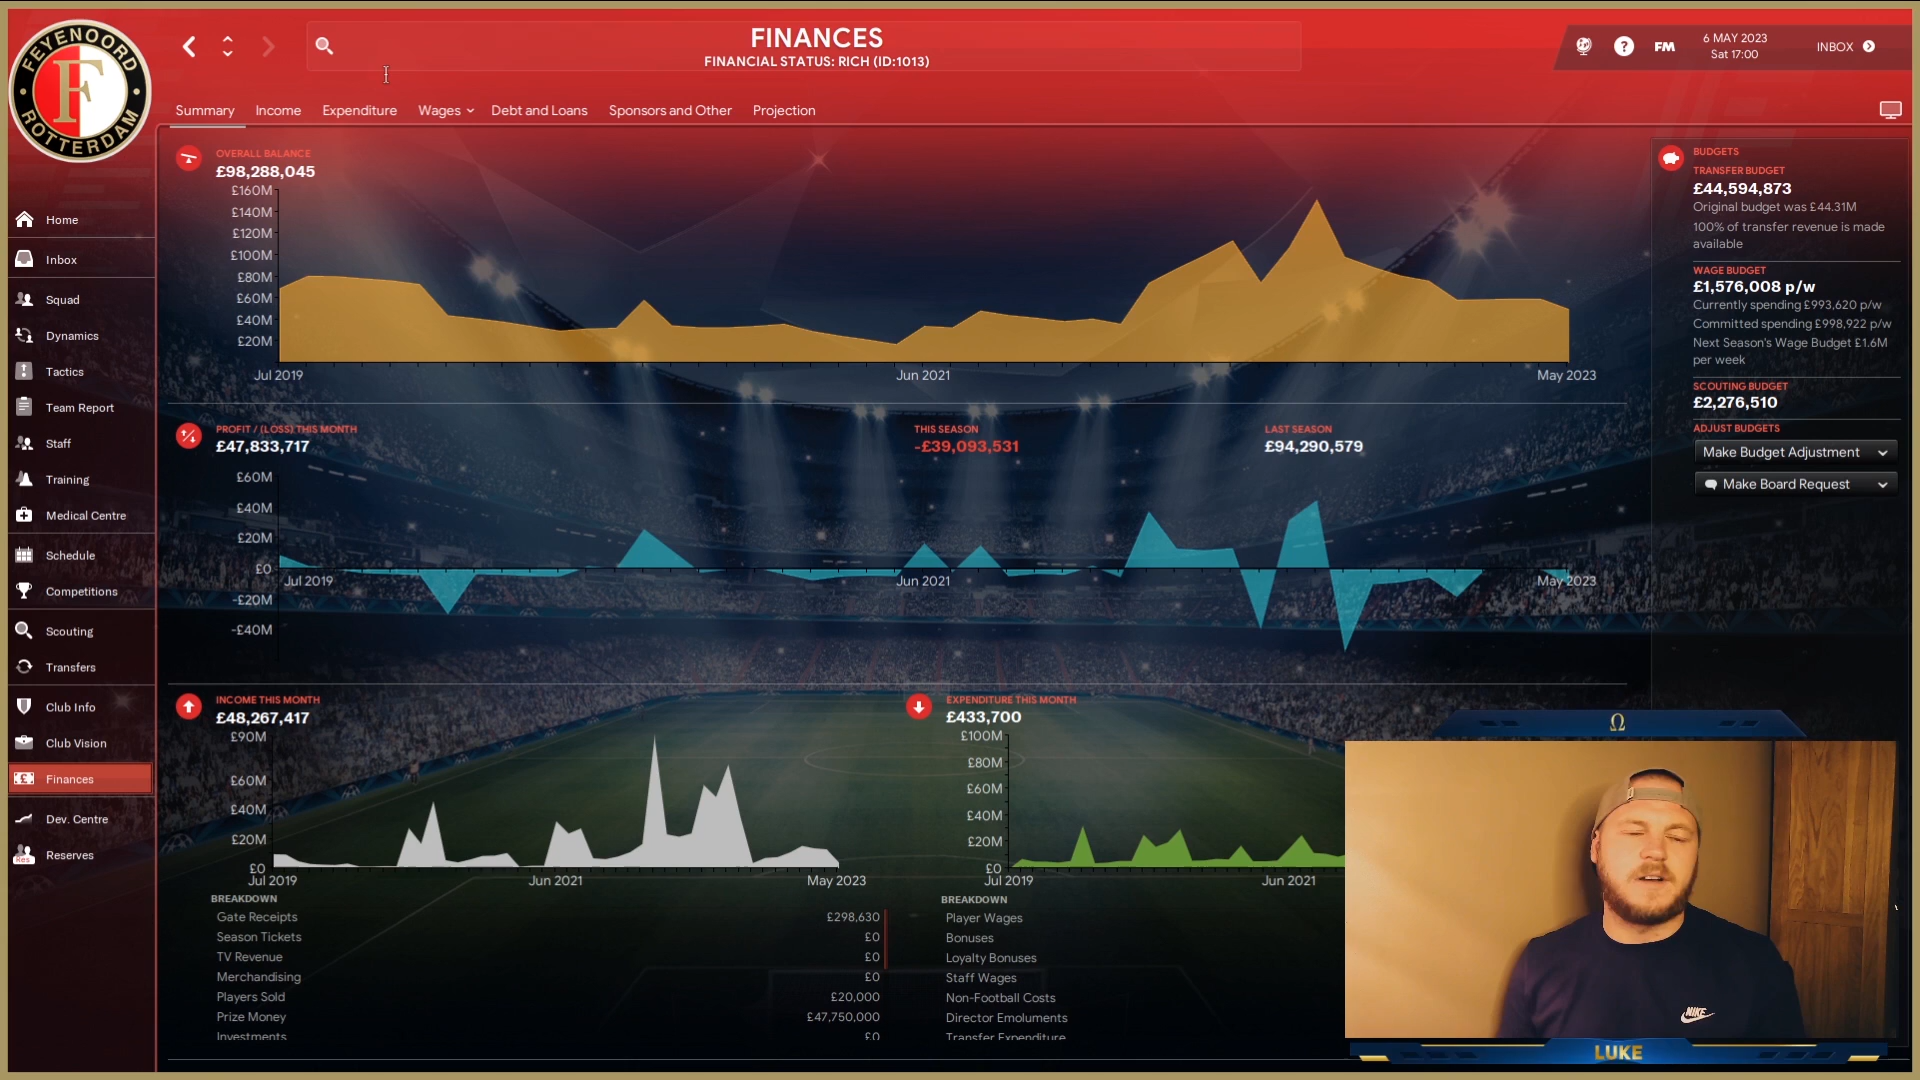 FEYENOORD
F
ROTTERDAM
FINANCES
FINANCIAL STATUS: RICH (ID:1013)
?
FM
6 MAY 2023
Sat 17:00
INBOX
Summary
Income
Expenditure
Wages
Debt and Loans
Sponsors and Other
Projection
Home
Inbox
Squad
Dynamics
Tactics
Team Report
Staff
Training
Medical Centre
Schedule
Competitions
Scouting
Transfers
Club Info
Club Vision
Finances
Dev. Centre
Res
Reserves
OVERALL BALANCE
£98,288,045
£160M
£140M
£120M
£100M
£80M
£60M
£40M
£20M
Jul 2019
Jun 2021
May 2023
PROFIT / (LOSS) THIS MONTH
£47,833,717
THIS SEASON
-£39,093,531
LAST SEASON
£94,290,579
£60M
£40M
£20M
£0
-£20M
-£40M
Jul 2019
Jun 2021
May 2023
INCOME THIS MONTH
£48,267,417
£90M
£60M
£40M
£20M
£0
Jul 2019
Jun 2021
May 2023
BREAKDOWN
Gate Receipts £298,630
Season Tickets £0
TV Revenue £0
Merchandising £0
Players Sold £20,000
Prize Money £47,750,000
Investments £0
EXPENDITURE THIS MONTH
£433,700
£100M
£80M
£60M
£40M
£20M
£0
Jul 2019
Jun 2021
BREAKDOWN
Player Wages
Bonuses
Loyalty Bonuses
Staff Wages
Non-Football Costs
Director Emoluments
Transfer Expenditure
BUDGETS
TRANSFER BUDGET
£44,594,873
Original budget was £44.31M
100% of transfer revenue is made
available
WAGE BUDGET
£1,576,008 p/w
Currently spending £993,620 p/w
Committed spending £998,922 p/w
Next Season's Wage Budget £1.6M
per week
SCOUTING BUDGET
£2,276,510
ADJUST BUDGETS
Make Budget Adjustment
Make Board Request
Ω
NIKE
LUKE